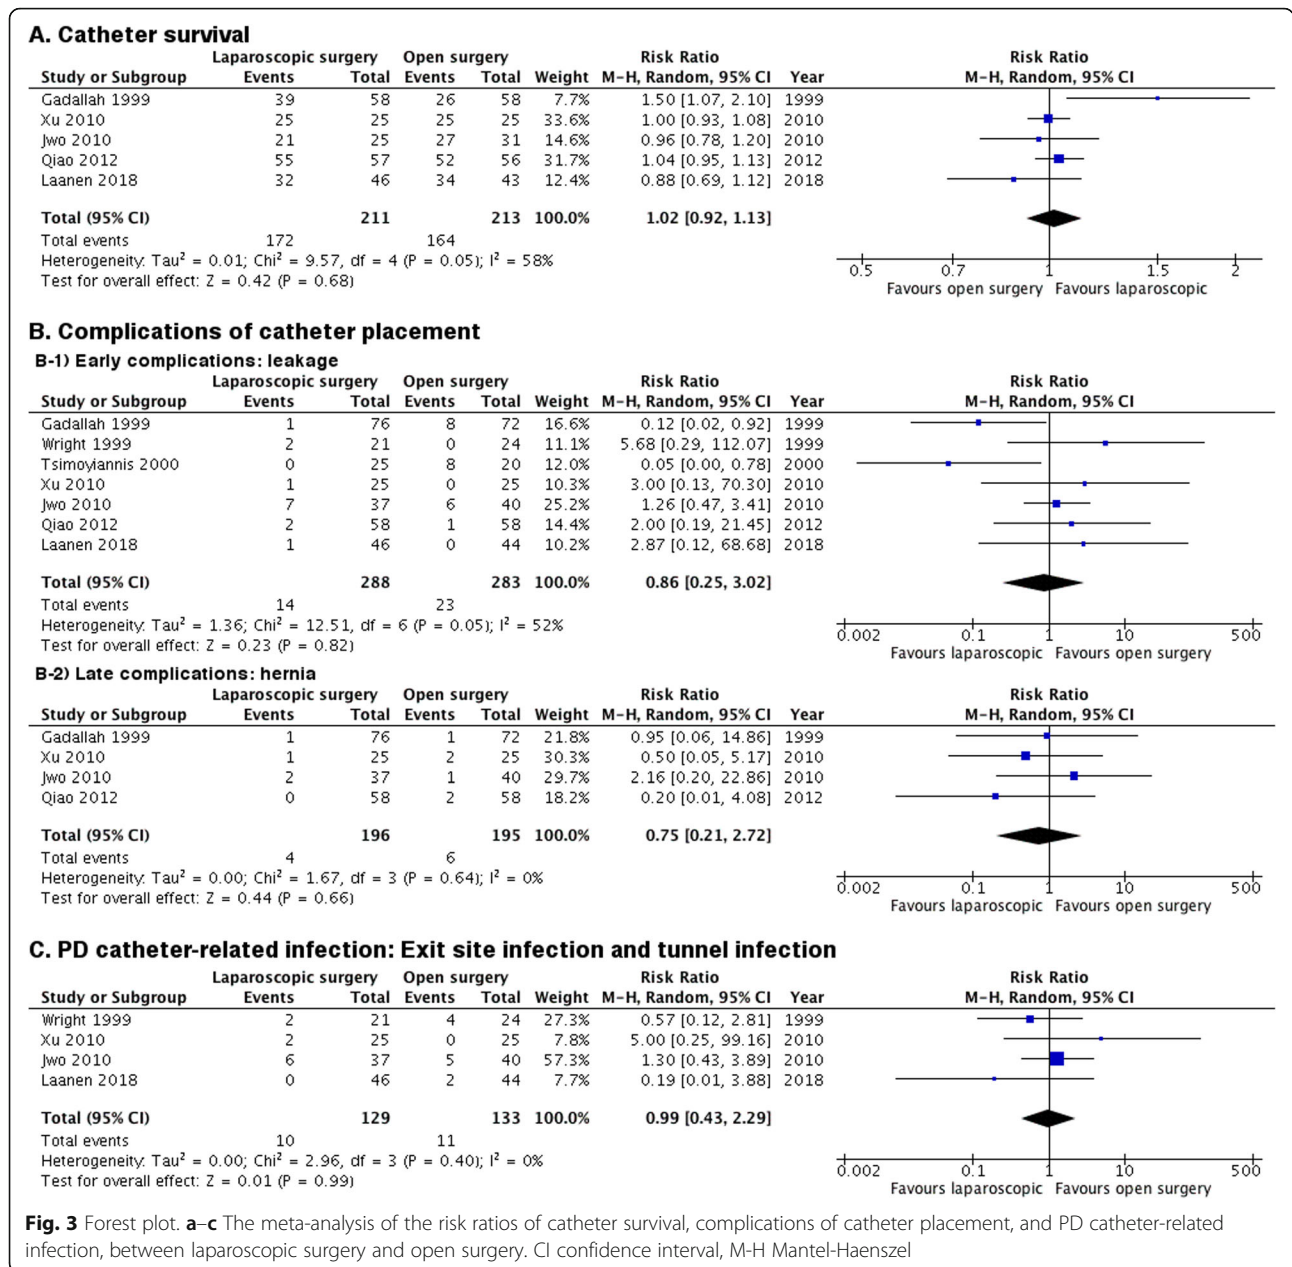 A. Catheter survival
Laparoscopic surgery Open surgery Risk Ratio Risk Ratio
Study or Subgroup Events Total Events Total Weight M-H, Random, 95% CI Year M-H, Random, 95% CI
Gadallah 1999 39 58 26 58 7.7% 1.50 [1.07, 2.10] 1999
Xu 2010 25 25 25 25 33.6% 1.00 [0.93, 1.08] 2010
Jwo 2010 21 25 27 31 14.6% 0.96 [0.78, 1.20] 2010
Qiao 2012 55 57 52 56 31.7% 1.04 [0.95, 1.13] 2012
Laanen 2018 32 46 34 43 12.4% 0.88 [0.69, 1.12] 2018
Total (95% CI) 211 213 100.0% 1.02 [0.92, 1.13]
Total events 172 164
Heterogeneity: Tau² = 0.01; Chi² = 9.57, df = 4 (P = 0.05); I² = 58%
Test for overall effect: Z = 0.42 (P = 0.68)
0.5 0.7 1 1.5 2
Favours open surgery Favours laparoscopic
B. Complications of catheter placement
B-1) Early complications: leakage
Laparoscopic surgery Open surgery Risk Ratio Risk Ratio
Study or Subgroup Events Total Events Total Weight M-H, Random, 95% CI Year M-H, Random, 95% CI
Gadallah 1999 1 76 8 72 16.6% 0.12 [0.02, 0.92] 1999
Wright 1999 2 21 0 24 11.1% 5.68 [0.29, 112.07] 1999
Tsimoyiannis 2000 0 25 8 20 12.0% 0.05 [0.00, 0.78] 2000
Xu 2010 1 25 0 25 10.3% 3.00 [0.13, 70.30] 2010
Jwo 2010 7 37 6 40 25.2% 1.26 [0.47, 3.41] 2010
Qiao 2012 2 58 1 58 14.4% 2.00 [0.19, 21.45] 2012
Laanen 2018 1 46 0 44 10.2% 2.87 [0.12, 68.68] 2018
Total (95% CI) 288 283 100.0% 0.86 [0.25, 3.02]
Total events 14 23
Heterogeneity: Tau² = 1.36; Chi² = 12.51, df = 6 (P = 0.05); I² = 52%
Test for overall effect: Z = 0.23 (P = 0.82)
0.002 0.1 1 10 500
Favours laparoscopic Favours open surgery
B-2) Late complications: hernia
Laparoscopic surgery Open surgery Risk Ratio Risk Ratio
Study or Subgroup Events Total Events Total Weight M-H, Random, 95% CI Year M-H, Random, 95% CI
Gadallah 1999 1 76 1 72 21.8% 0.95 [0.06, 14.86] 1999
Xu 2010 1 25 2 25 30.3% 0.50 [0.05, 5.17] 2010
Jwo 2010 2 37 1 40 29.7% 2.16 [0.20, 22.86] 2010
Qiao 2012 0 58 2 58 18.2% 0.20 [0.01, 4.08] 2012
Total (95% CI) 196 195 100.0% 0.75 [0.21, 2.72]
Total events 4 6
Heterogeneity: Tau² = 0.00; Chi² = 1.67, df = 3 (P = 0.64); I² = 0%
Test for overall effect: Z = 0.44 (P = 0.66)
0.002 0.1 1 10 500
Favours laparoscopic Favours open surgery
C. PD catheter-related infection: Exit site infection and tunnel infection
Laparoscopic surgery Open surgery Risk Ratio Risk Ratio
Study or Subgroup Events Total Events Total Weight M-H, Random, 95% CI Year M-H, Random, 95% CI
Wright 1999 2 21 4 24 27.3% 0.57 [0.12, 2.81] 1999
Xu 2010 2 25 0 25 7.8% 5.00 [0.25, 99.16] 2010
Jwo 2010 6 37 5 40 57.3% 1.30 [0.43, 3.89] 2010
Laanen 2018 0 46 2 44 7.7% 0.19 [0.01, 3.88] 2018
Total (95% CI) 129 133 100.0% 0.99 [0.43, 2.29]
Total events 10 11
Heterogeneity: Tau² = 0.00; Chi² = 2.96, df = 3 (P = 0.40); I² = 0%
Test for overall effect: Z = 0.01 (P = 0.99)
0.002 0.1 1 10 500
Favours laparoscopic Favours open surgery
Fig. 3 Forest plot. a–c The meta-analysis of the risk ratios of catheter survival, complications of catheter placement, and PD catheter-related
infection, between laparoscopic surgery and open surgery. CI confidence interval, M-H Mantel-Haenszel